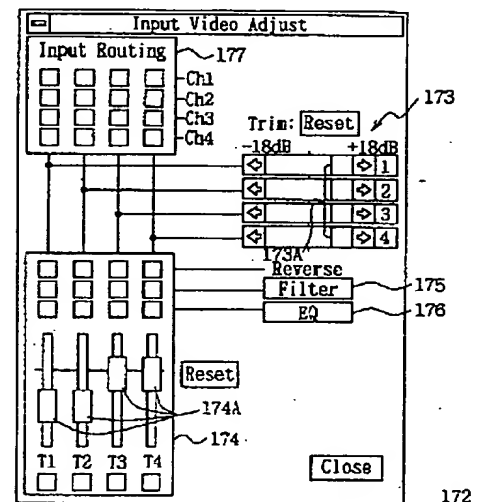 Input Video Adjust
Input Routing
177
Ch1
Ch2
Ch3
Ch4
173
Trim: Reset
-18dB +18dB
1
2
3
4
173A
Reverse
Filter
175
EQ
176
Reset
174A
174
T1 T2 T3 T4
Close
172